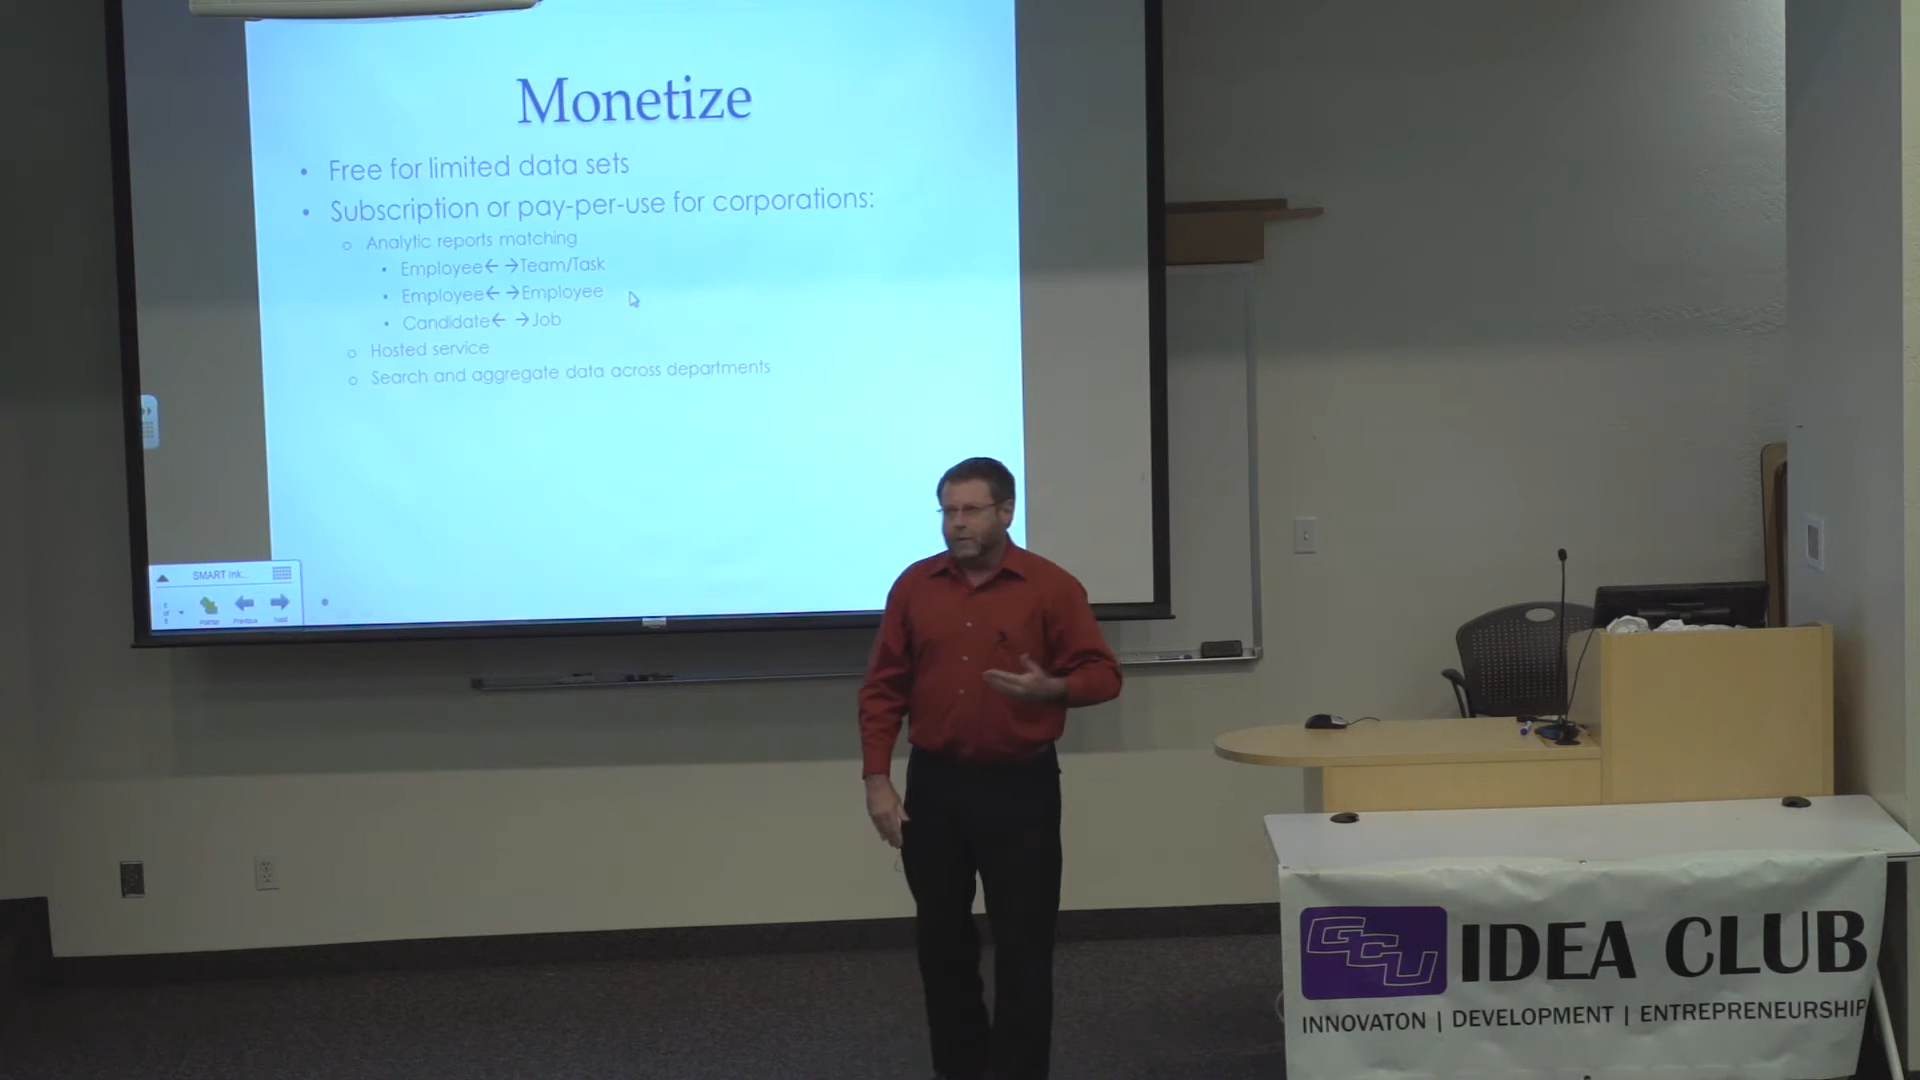 Monetize
• Free for limited data sets
• Subscription or pay-per-use for corporations:
o Analytic reports matching
• Employee← →Team/Task
• Employee← →Employee
• Candidate← →Job
o Hosted service
o Search and aggregate data across departments
SMART Ink...
Pointer Previous Next
GCU IDEA CLUB
INNOVATON | DEVELOPMENT | ENTREPRENEURSHIP